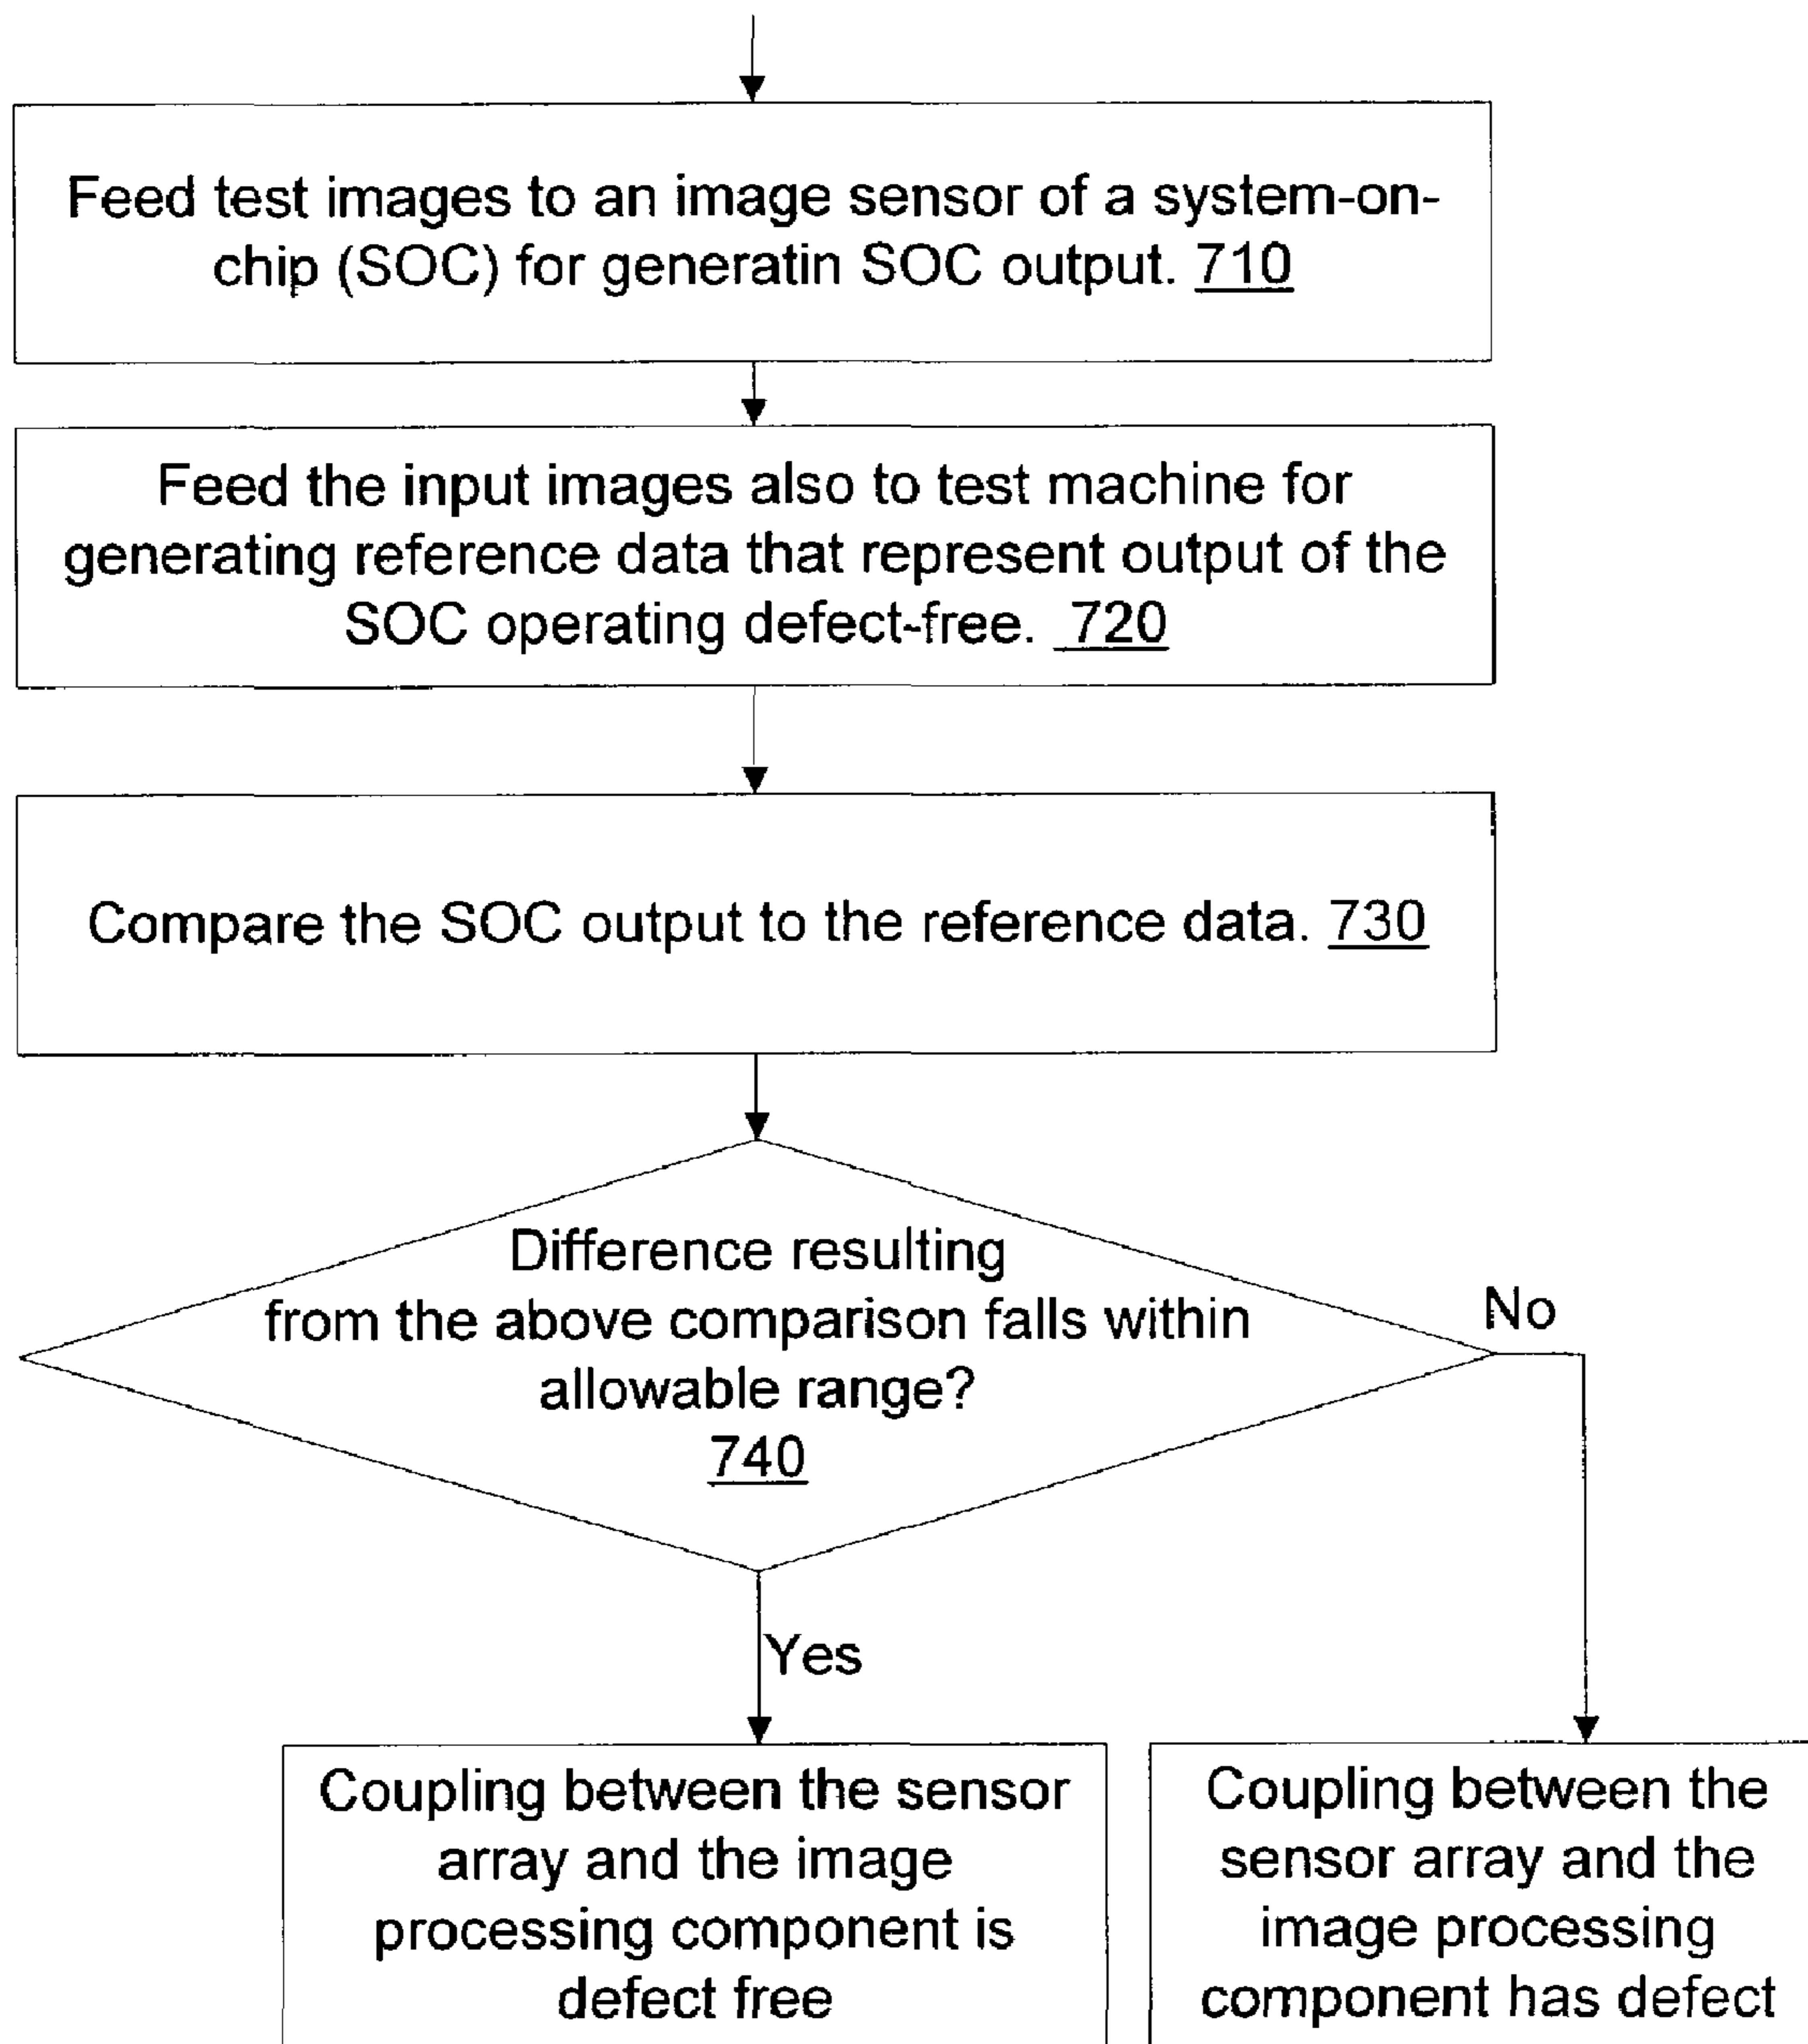 Feed test images to an image sensor of a system-on-
chip (SOC) for generatin SOC output. 710
Feed the input images also to test machine for
generating reference data that represent output of the
SOC operating defect-free. 720
Compare the SOC output to the reference data. 730
Difference resulting
from the above comparison falls within
allowable range?
740
No
Yes
Coupling between the sensor
array and the image
processing component is
defect free
Coupling between the
sensor array and the
image processing
component has defect